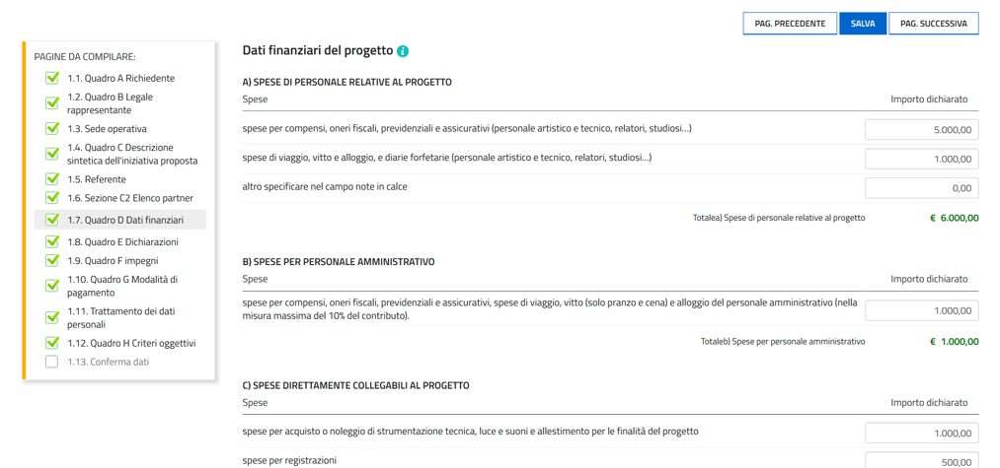 PAG. PRECEDENTE SALVA PAG. SUCCESSIVA
PAGINE DA COMPILARE:
1.1. Quadro A Richiedente
1.2. Quadro B Legale
rappresentante
1.3. Sede operativa
1.4. Quadro C Descrizione
sintetica dell'iniziativa proposta
1.5. Referente
1.6. Sezione C2 Elenco partner
1.7. Quadro D Dati finanziari
1.8. Quadro E Dichiarazioni
1.9. Quadro F impegni
1.10. Quadro G Modalità di
pagamento
1.11. Trattamento dei dati
personali
1.12. Quadro H Criteri oggettivi
1.13. Conferma dati
Dati finanziari del progetto i
A) SPESE DI PERSONALE RELATIVE AL PROGETTO
Spese Importo dichiarato
spese per compensi, oneri fiscali, previdenziali e assicurativi (personale artistico e tecnico, relatori, studiosi...) 5.000,00
spese di viaggio, vitto e alloggio, e diarie forfetarie (personale artistico e tecnico, relatori, studiosi...) 1.000,00
altro specificare nel campo note in calce 0,00
Totalea) Spese di personale relative al progetto € 6.000,00
B) SPESE PER PERSONALE AMMINISTRATIVO
Spese Importo dichiarato
spese per compensi, oneri fiscali, previdenziali e assicurativi, spese di viaggio, vitto (solo pranzo e cena) e alloggio del personale amministrativo (nella
misura massima del 10% del contributo). 1.000,00
Totaleb) Spese per personale amministrativo € 1.000,00
C) SPESE DIRETTAMENTE COLLEGABILI AL PROGETTO
Spese Importo dichiarato
spese per acquisto o noleggio di strumentazione tecnica, luce e suoni e allestimento per le finalità del progetto 1.000,00
spese per registrazioni 500,00